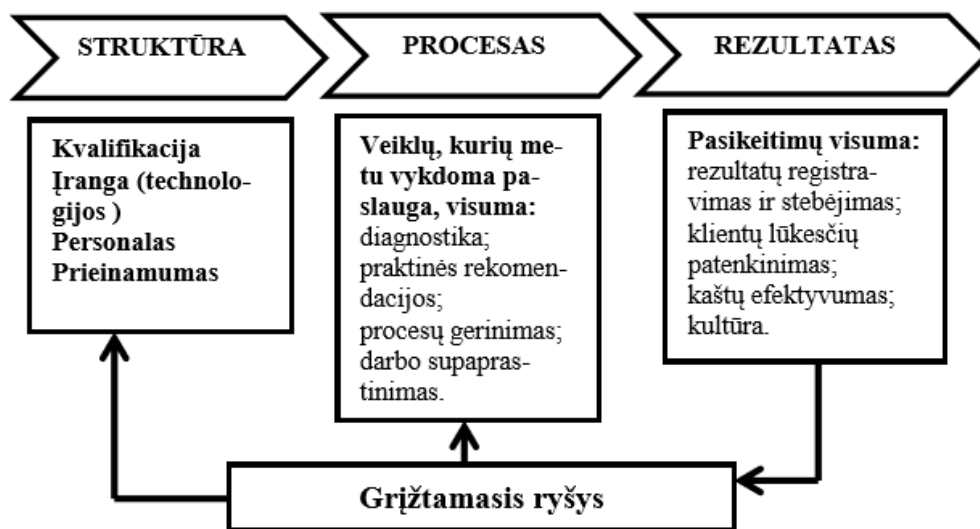 STRUKTŪRA
PROCESAS
REZULTATAS
Kvalifikacija
Įranga (technolo-
gijos )
Personalas
Prieinamumas
Veiklų, kurių me-
tu vykdoma pa-
slauga, visuma:
diagnostika;
praktinės rekomen-
dacijos;
procesų gerinimas;
darbo supapras-
tinimas.
Pasikeitimų visuma:
rezultatų registra-
vimas ir stebėjimas;
klientų lūkesčių
patenkinimas;
kaštų efektyvumas;
kultūra.
Grįžtamasis ryšys